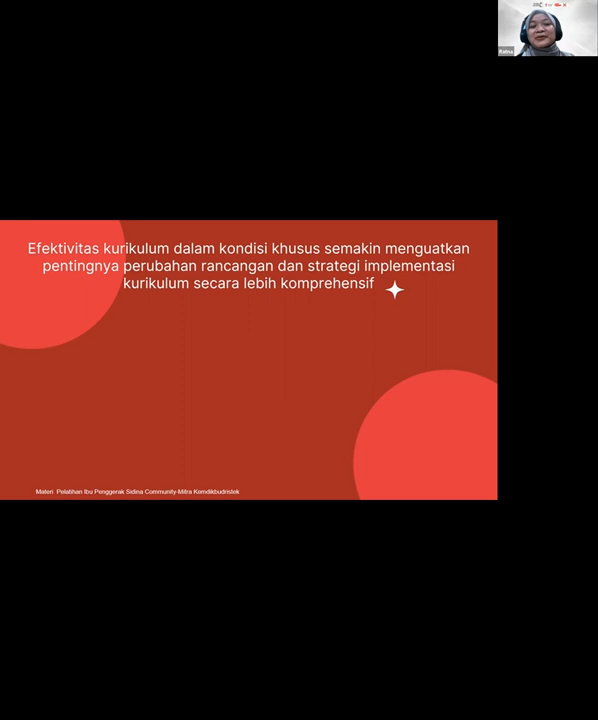 Ratna
Efektivitas kurikulum dalam kondisi khusus semakin menguatkan
pentingnya perubahan rancangan dan strategi implementasi
kurikulum secara lebih komprehensif
Materi Pelatihan Ibu Penggerak Sidina Community-Mitra Kemdikbudristek